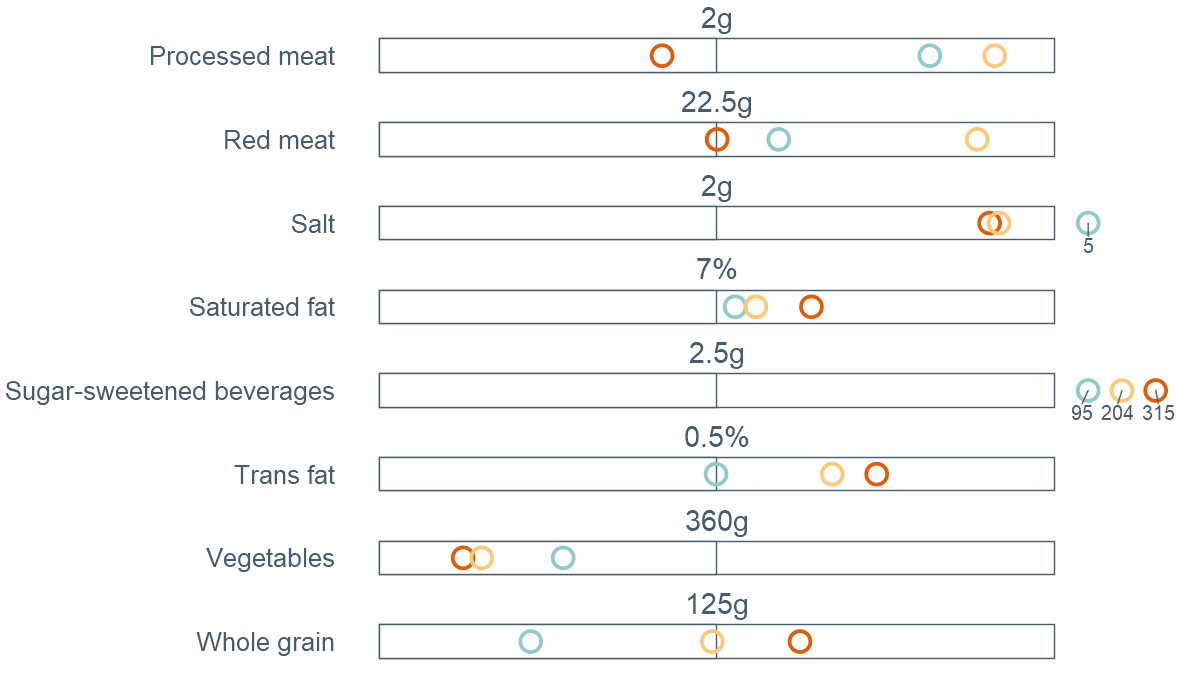 2g
Processed meat
22.5g
Red meat
2g
Salt
5
7%
Saturated fat
2.5g
Sugar-sweetened beverages
95 204 315
0.5%
Trans fat
360g
Vegetables
125g
Whole grain